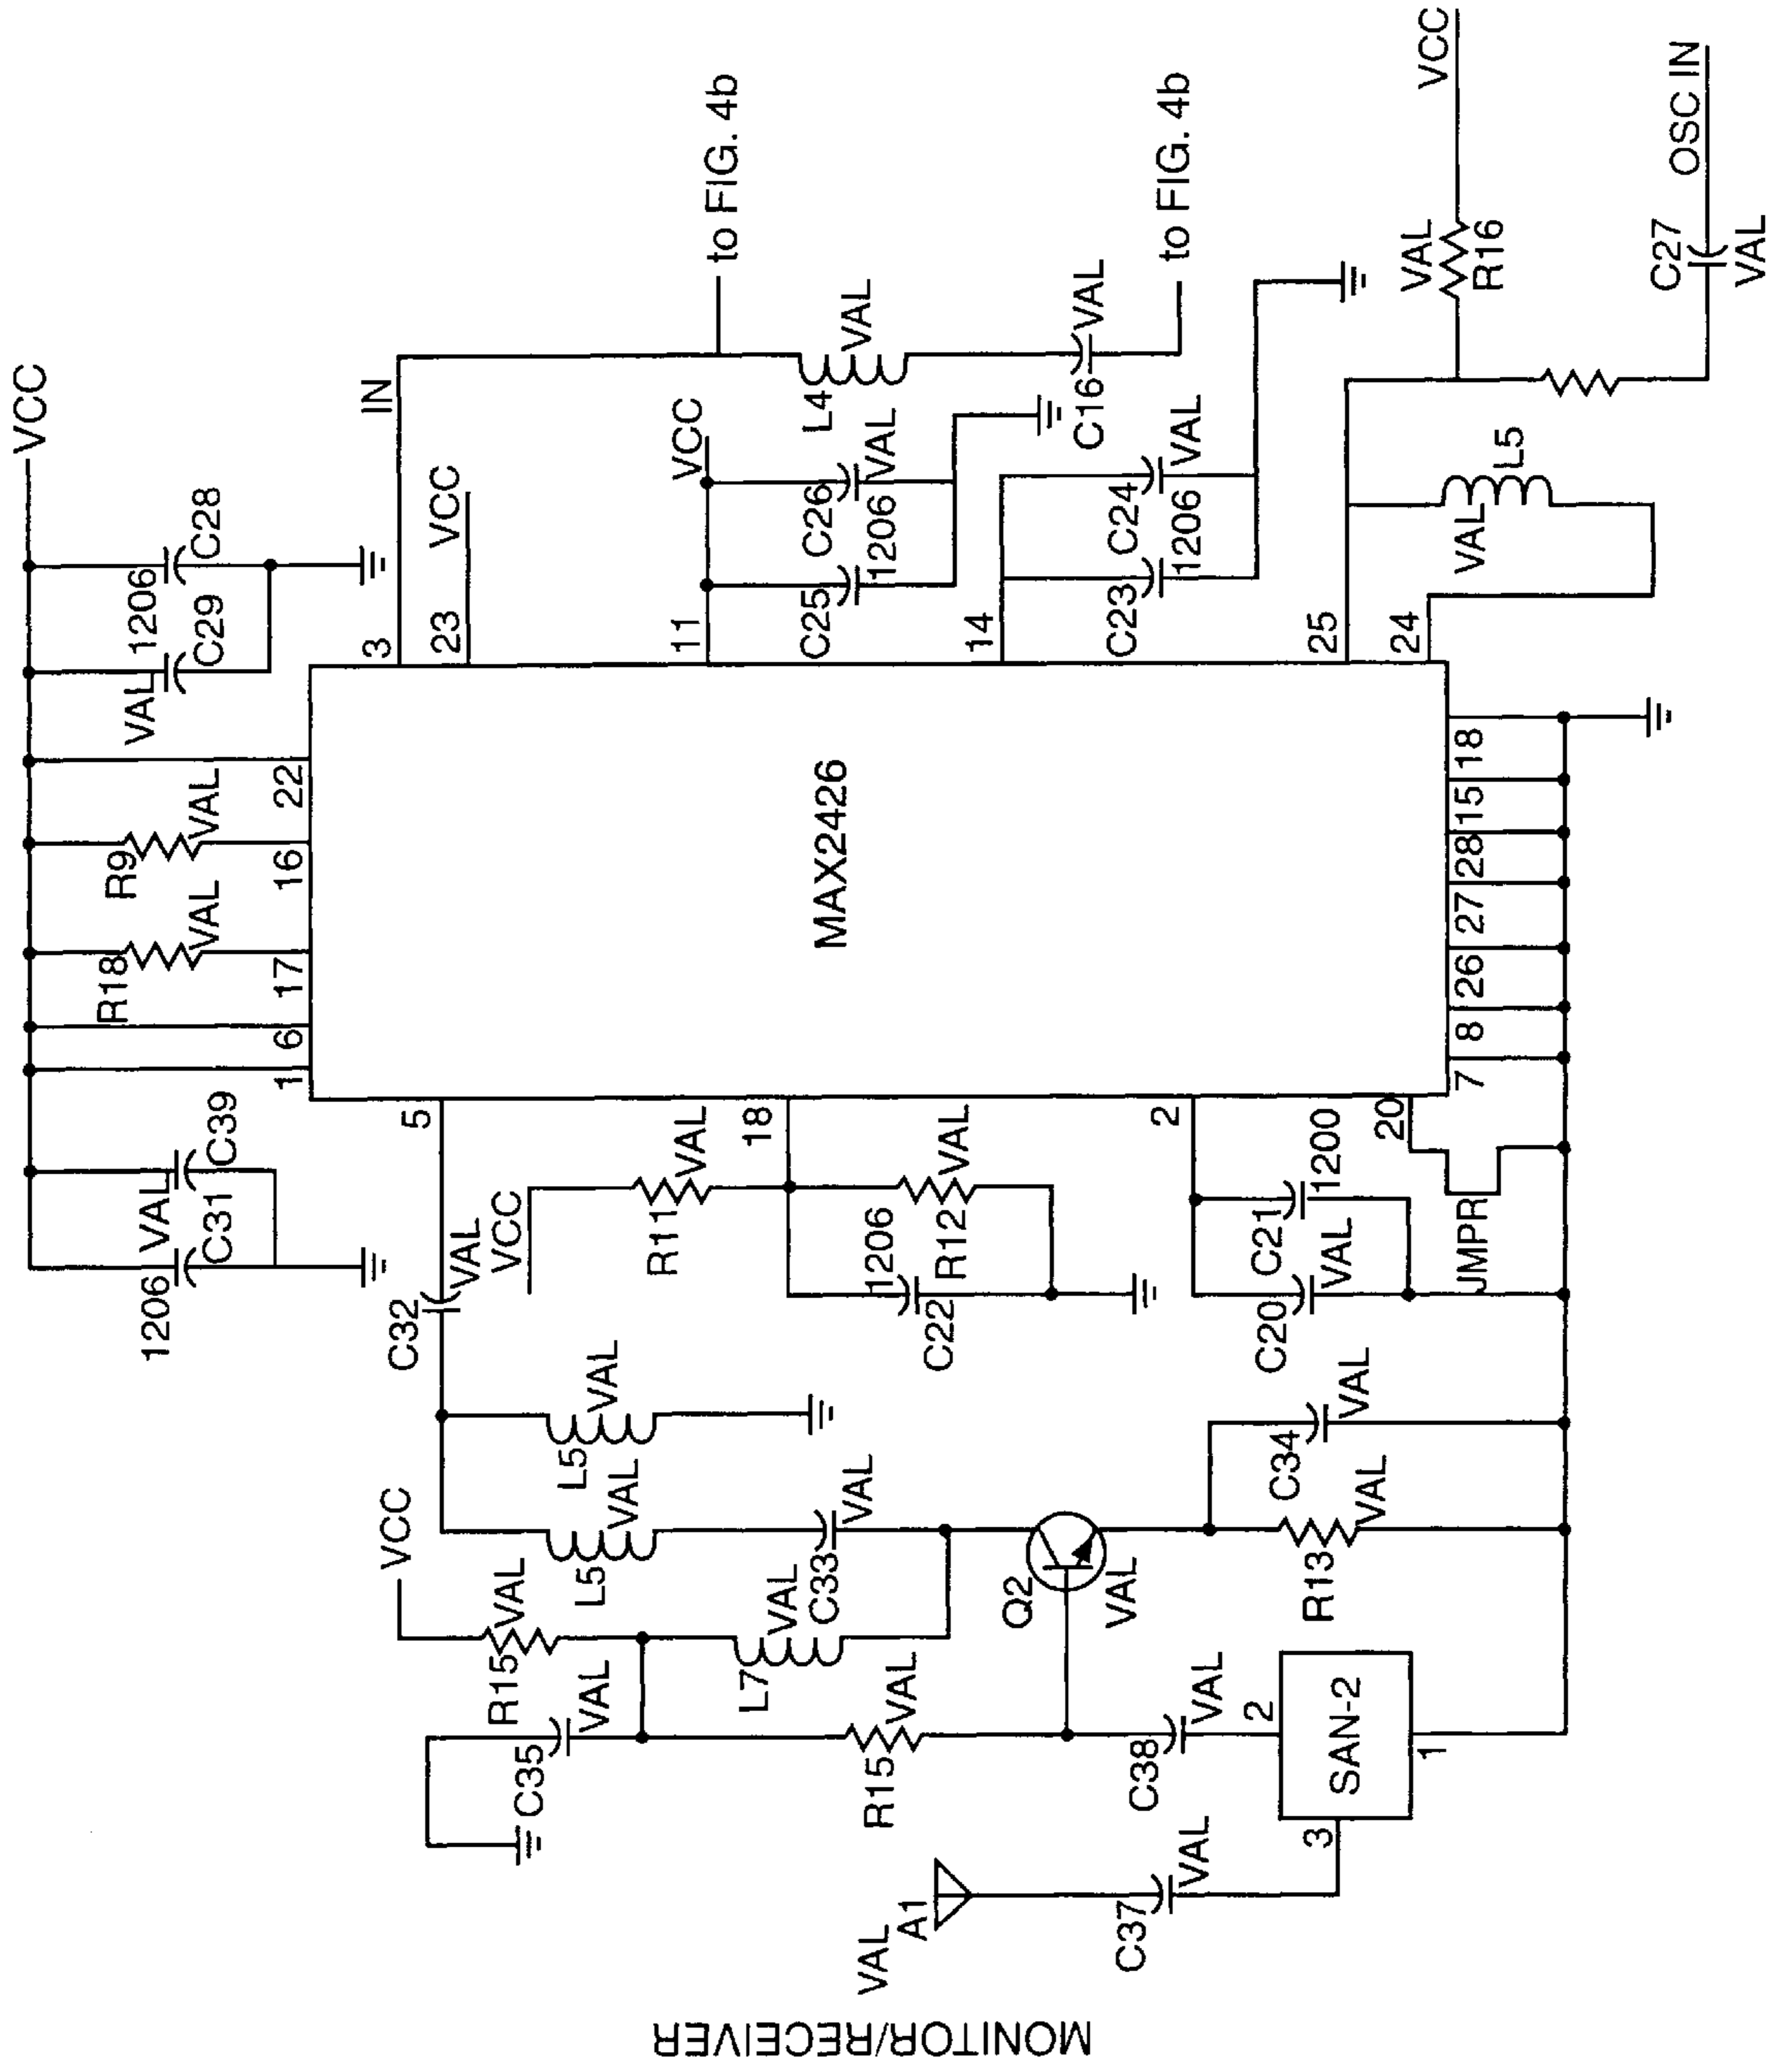 VCC
1206
C31
VAL
C39
1
6
R18
VAL
17
R9
VAL
16
22
VAL
C29
1206
C28
VCC
R15
VAL
C35
VAL
L5
VAL
L5
VAL
C32
VAL
5
3
IN
23
VCC
L7
VAL
C33
VAL
R15
VAL
VCC
R11
VAL
18
C22
1206
R12
VAL
MAX2426
11
VCC
C25
1206
C26
VAL
L4
VAL
to FIG. 4b
VAL
A1
C37
VAL
C38
VAL
Q2
VAL
2
C20
VAL
C21
1200
14
C23
1206
C24
VAL
C16
VAL
to FIG. 4b
3
2
SAN-2
1
R13
VAL
C34
VAL
JMPR
20
7
8
26
27
28
15
18
25
24
VAL
L5
VAL
R16
VCC
C27
VAL
OSC IN
MONITOR/RECEIVER